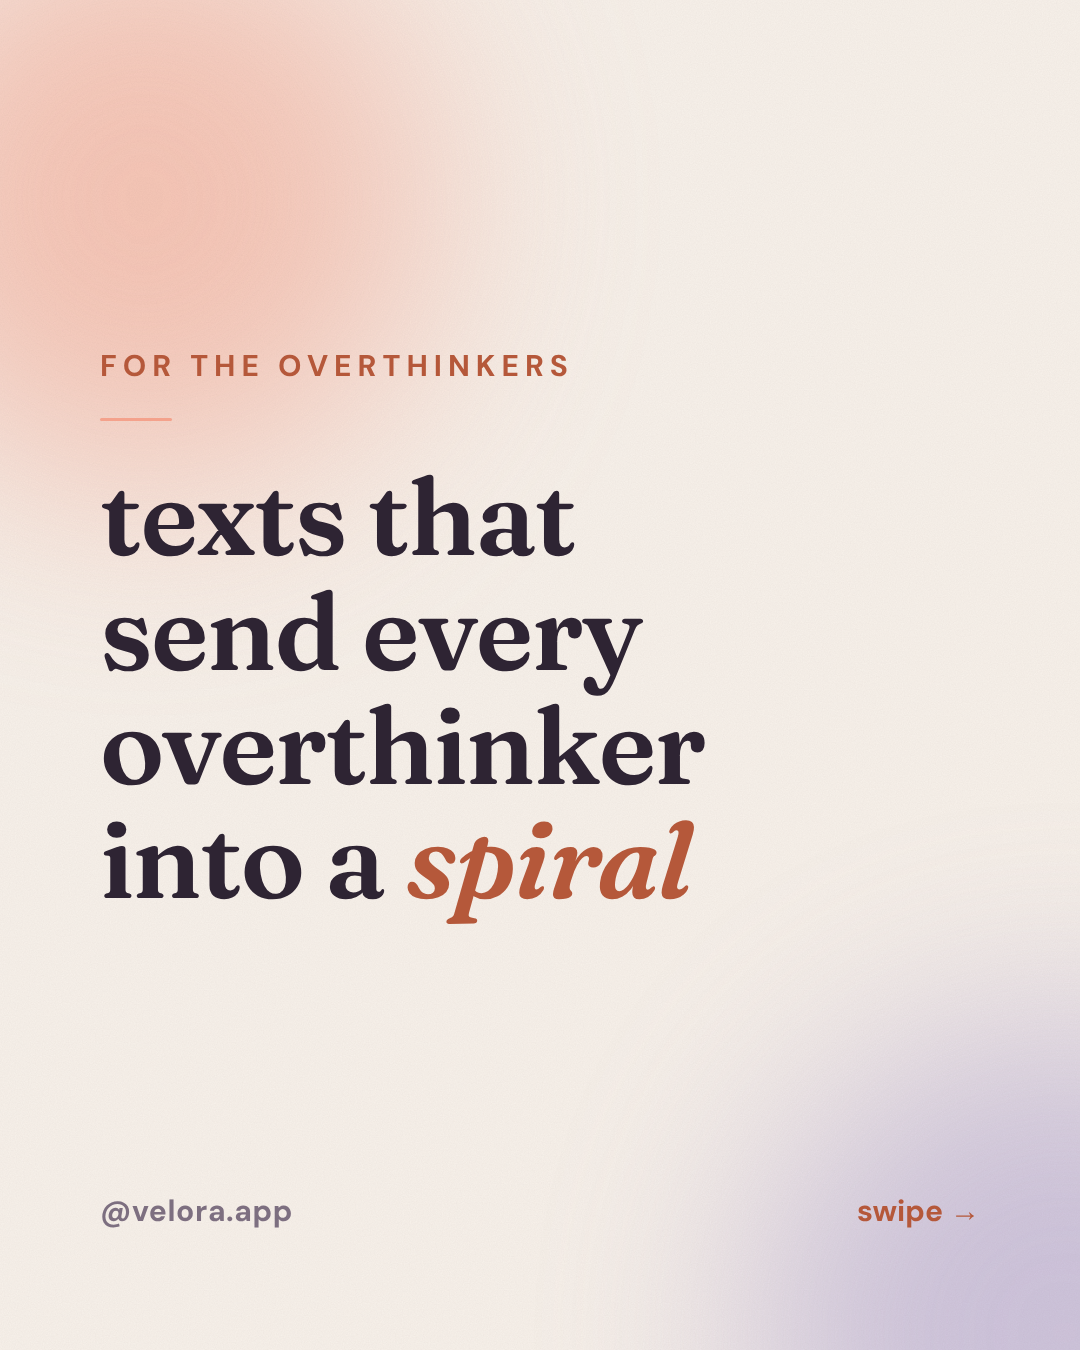 FOR THE OVERTHINKERS
texts that
send every
overthinker
into a spiral
@velora.app
swipe →